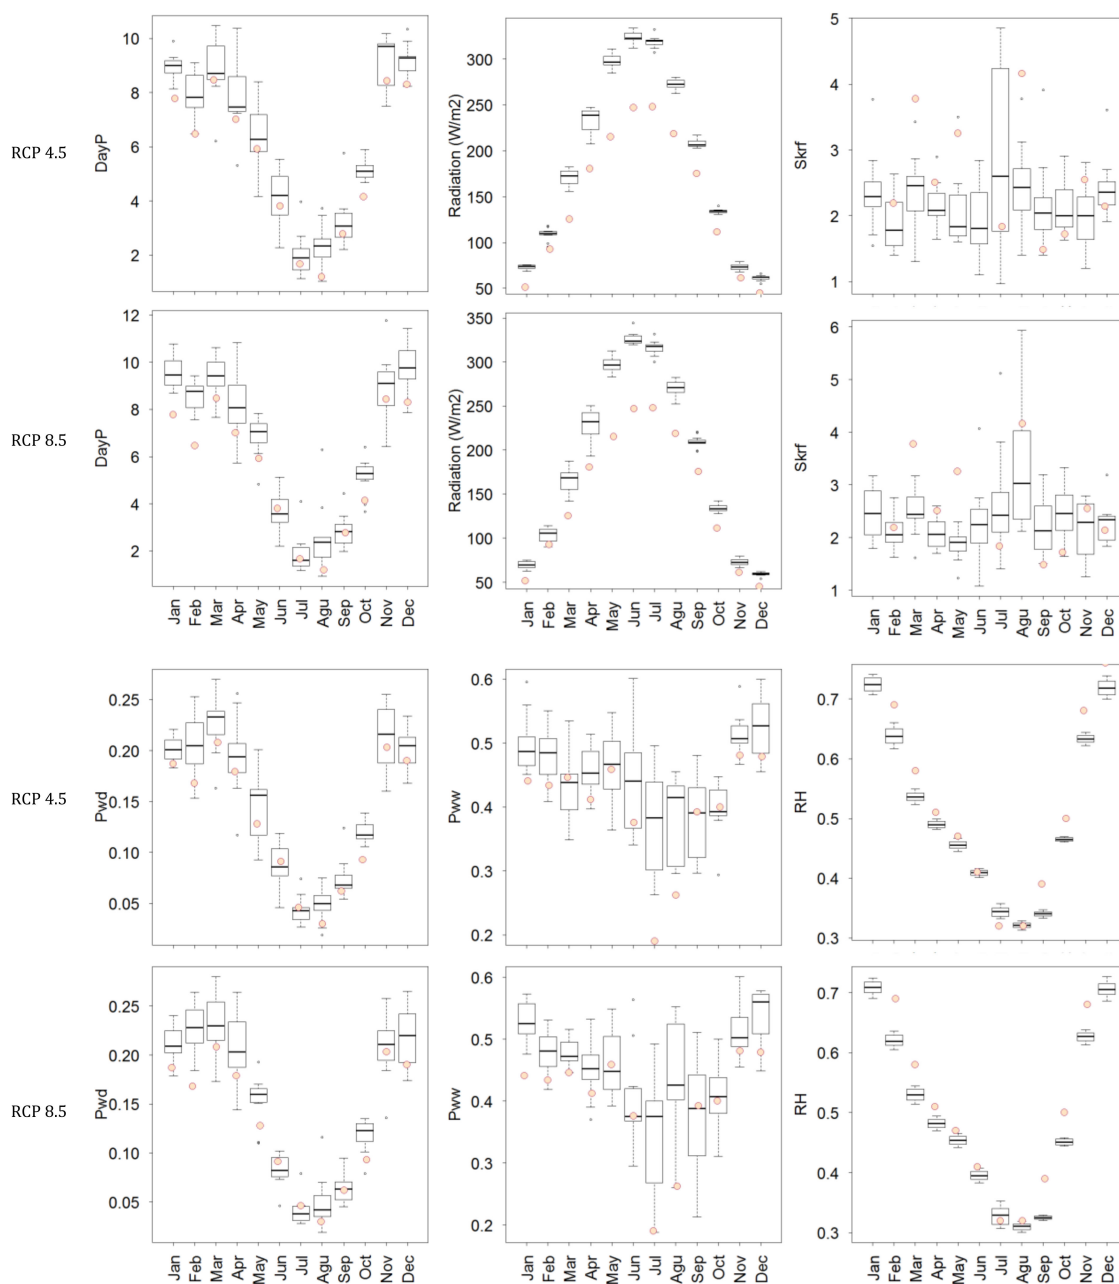 RCP 4.5
DayP
10
8
6
4
2
Radiation (W/m2)
300
250
200
150
100
50
Skrf
5
4
3
2
1
RCP 8.5
DayP
12
10
8
6
4
2
Radiation (W/m2)
350
300
250
200
150
100
50
Skrf
6
5
4
3
2
1
Jan Feb Mar Apr May Jun Jul Agu Sep Oct Nov Dec
Jan Feb Mar Apr May Jun Jul Agu Sep Oct Nov Dec
Jan Feb Mar Apr May Jun Jul Agu Sep Oct Nov Dec
RCP 4.5
Pwd
0.25
0.20
0.15
0.10
0.05
Pww
0.6
0.5
0.4
0.3
0.2
RH
0.7
0.6
0.5
0.4
0.3
RCP 8.5
Pwd
0.25
0.20
0.15
0.10
0.05
Pww
0.6
0.5
0.4
0.3
0.2
RH
0.7
0.6
0.5
0.4
0.3
Jan Feb Mar Apr May Jun Jul Agu Sep Oct Nov Dec
Jan Feb Mar Apr May Jun Jul Agu Sep Oct Nov Dec
Jan Feb Mar Apr May Jun Jul Agu Sep Oct Nov Dec